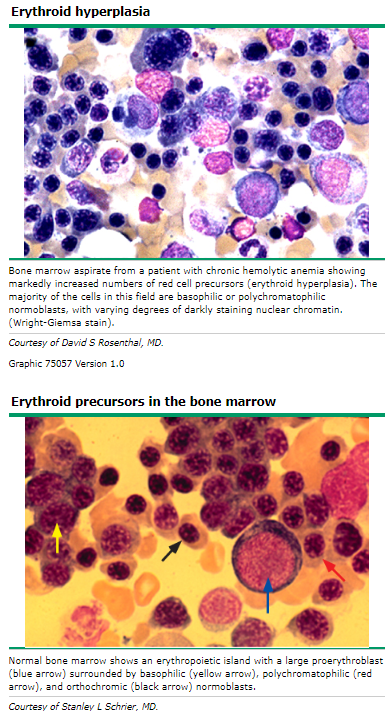 Erythroid hyperplasia
Bone marrow aspirate from a patient with chronic hemolytic anemia showing
markedly increased numbers of red cell precursors (erythroid hyperplasia). The
majority of the cells in this field are basophilic or polychromatophilic
normoblasts, with varying degrees of darkly staining nuclear chromatin.
(Wright-Giemsa stain).
Courtesy of David S Rosenthal, MD.
Graphic 75057 Version 1.0
Erythroid precursors in the bone marrow
Normal bone marrow shows an erythropoietic island with a large proerythroblast
(blue arrow) surrounded by basophilic (yellow arrow), polychromatophilic (red
arrow), and orthochromic (black arrow) normoblasts.
Courtesy of Stanley L Schrier, MD.